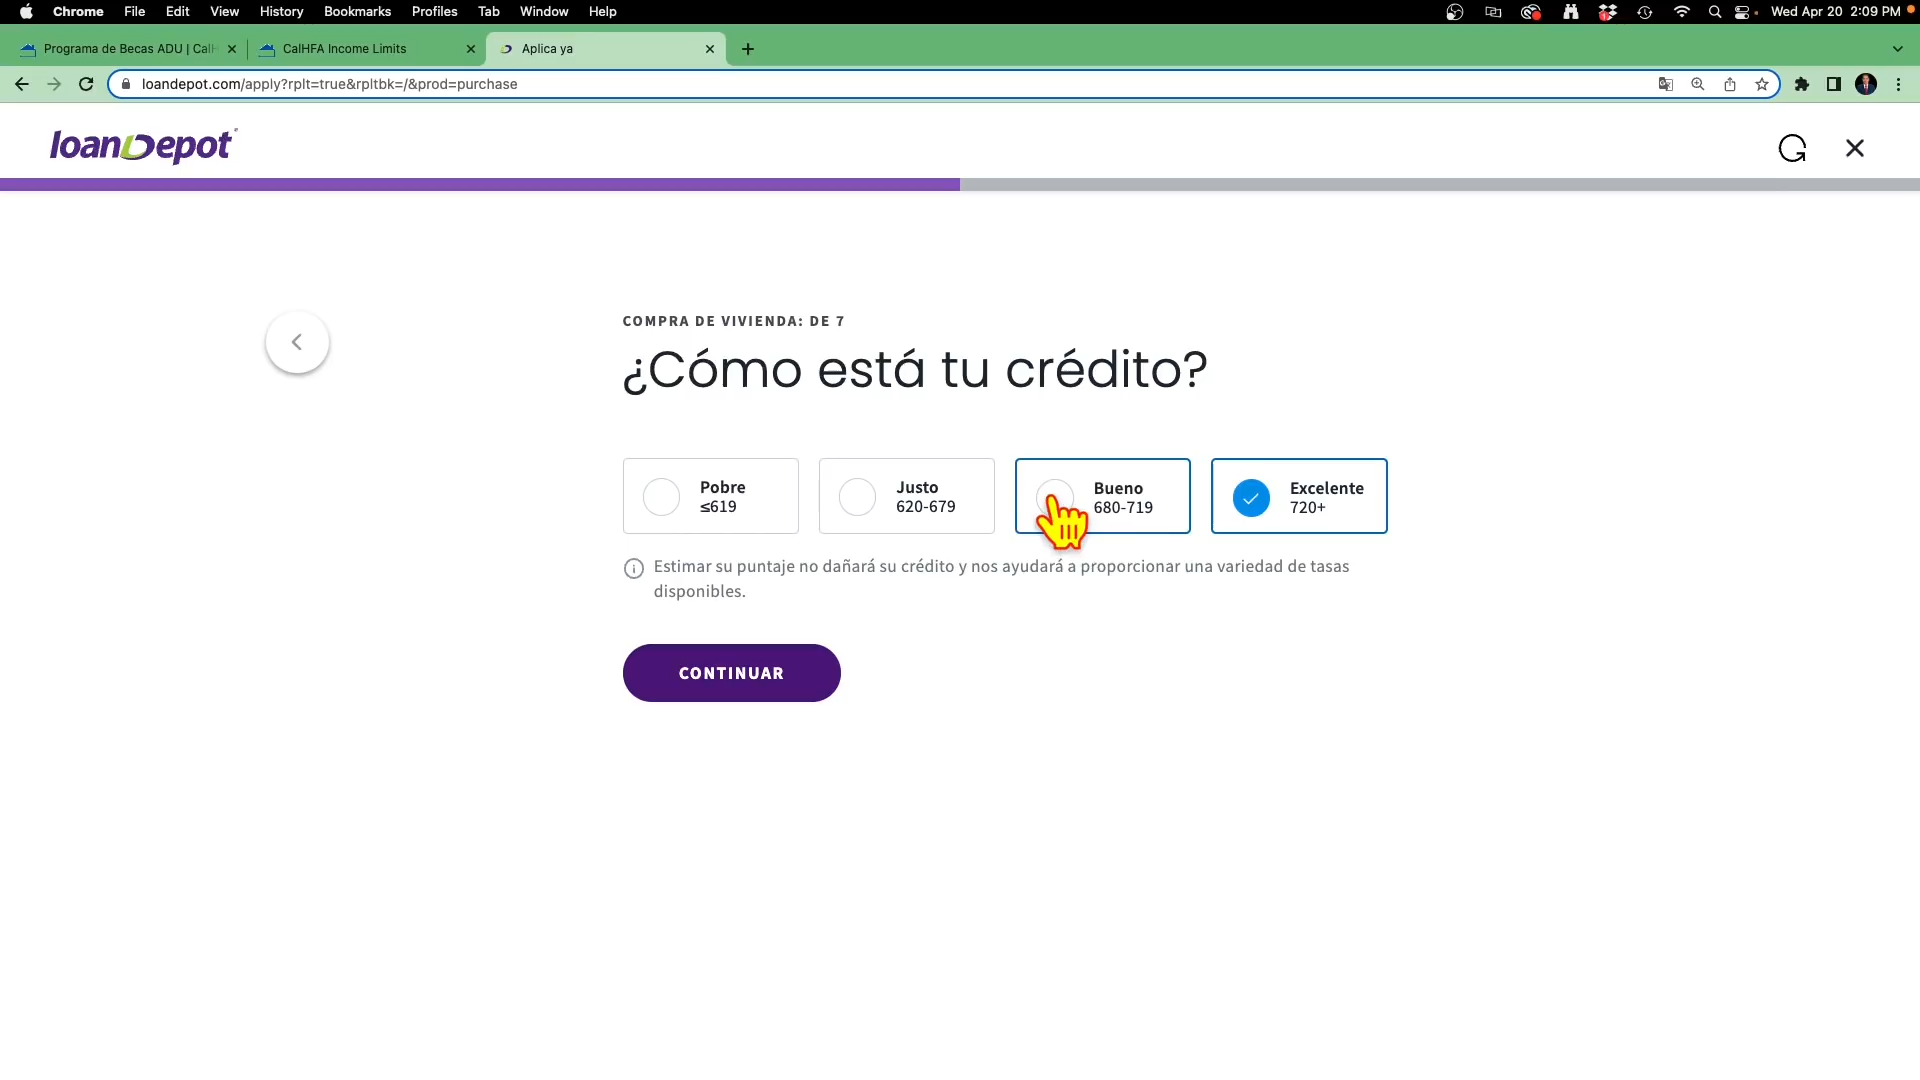 Chrome File Edit View History Bookmarks Profiles Tab Window Help Wed Apr 20 2:09 PM
Programa de Becas ADU | CalH CalHFA Income Limits Aplica ya
loandepot.com/apply?rplt=true&rpltbk=/&prod=purchase
loanDepot
COMPRA DE VIVIENDA: DE 7
¿Cómo está tu crédito?
Pobre Justo Bueno Excelente
≤619 620-679 680-719 720+
Estimar su puntaje no dañará su crédito y nos ayudará a proporcionar una variedad de tasas
disponibles.
CONTINUAR